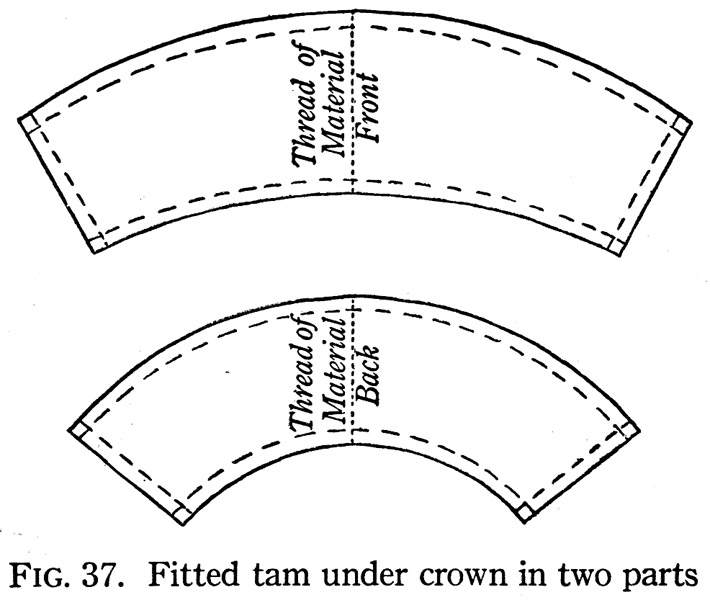 Thread of
Material
Front
Thread of
Material
Back
FIG. 37. Fitted tam under crown in two parts